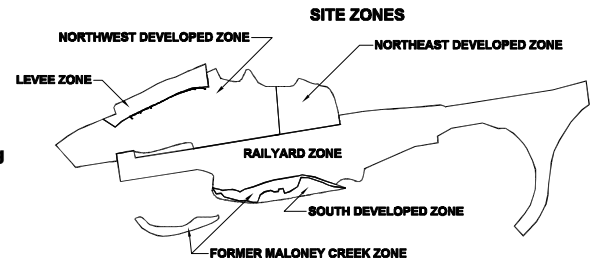 SITE ZONES
NORTHWEST DEVELOPED ZONE
NORTHEAST DEVELOPED ZONE
LEVEE ZONE
RAILYARD ZONE
SOUTH DEVELOPED ZONE
FORMER MALONEY CREEK ZONE